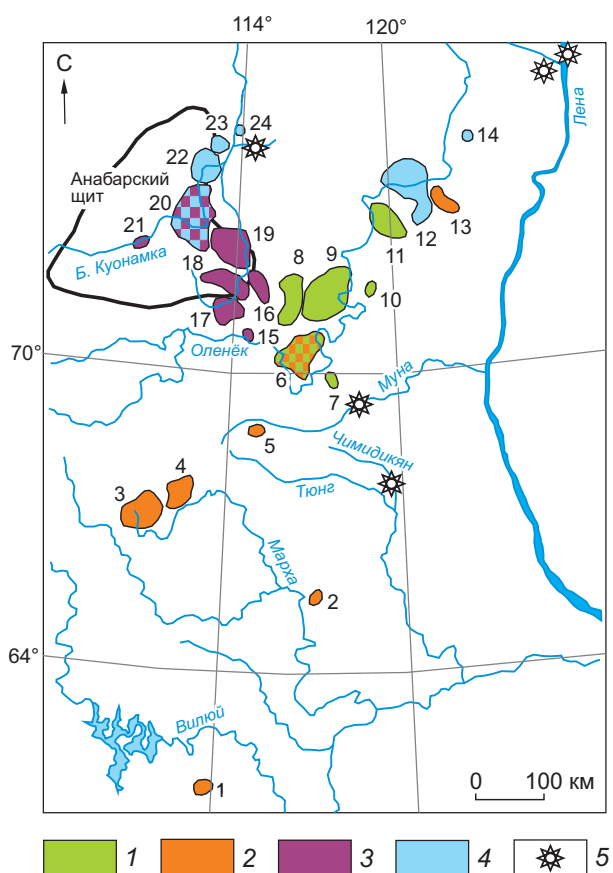 114° 120°
С
Лена
23 24
14
22
Анабарский
щит
20
21 19
12 13
Б. Куонамка
11
18 8 9
10
17 16
15
Оленёк
70°
6
7
Муна
5
Чимидикян
4
3
Тюнг
Марха
2
64°
Вилюй
0 100 км
1
1 2 3 4 5